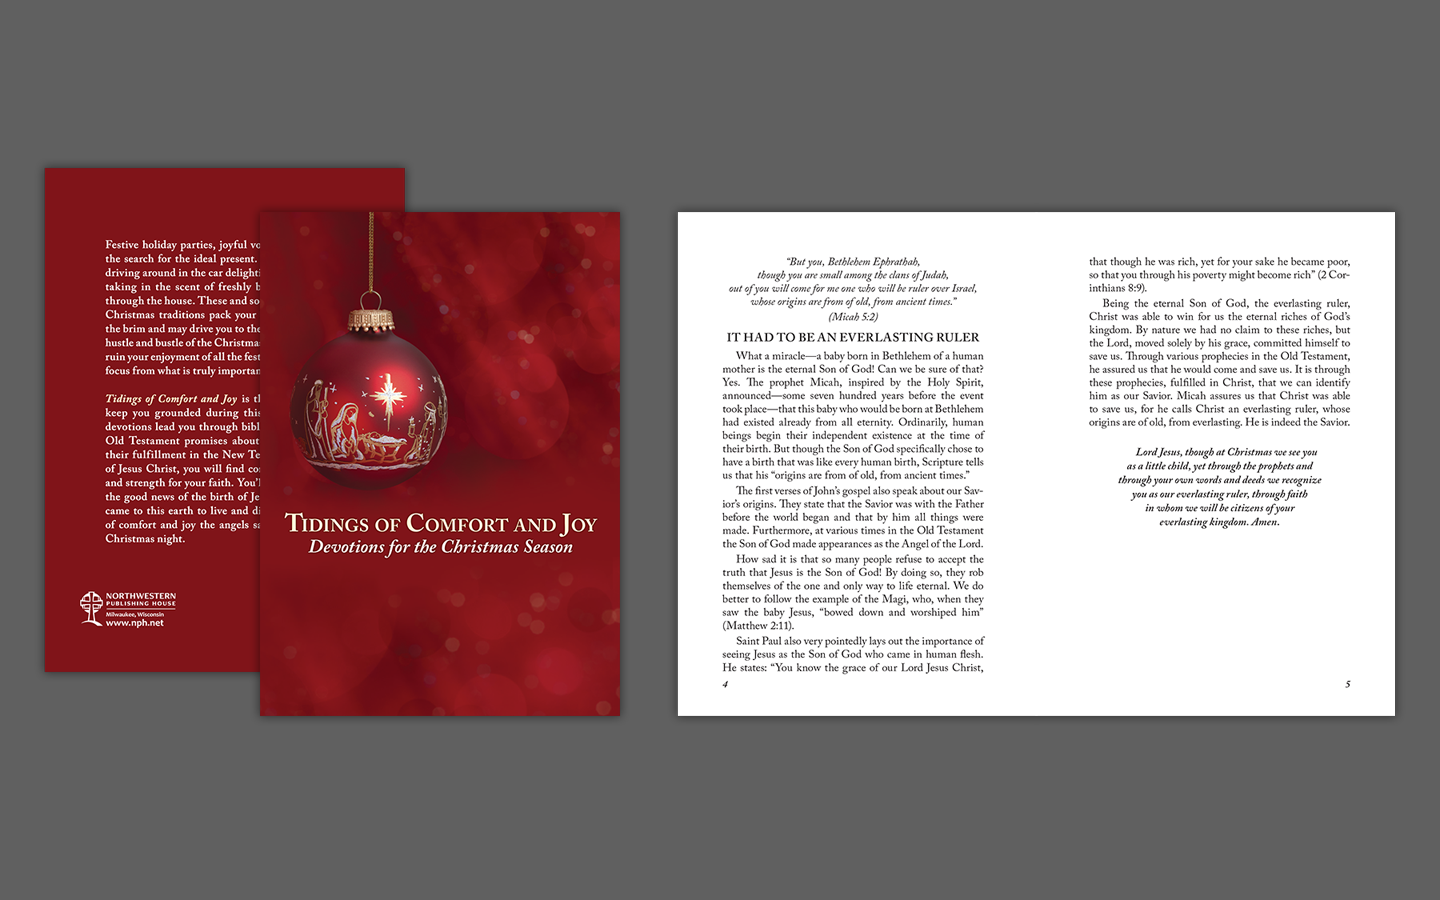 Festive holiday parties, joyful
the search for the ideal present.
driving around in the car
taking in the scent of freshly
through the house. These and
Christmas traditions pack your
the brim and may drive you to the
hustle and bustle of the
ruin your enjoyment of all the
focus from what is truly
Tidings of Comfort and Joy is
keep you grounded during this
devotions lead you through
Old Testament promises about
their fulfillment in the New
of Jesus Christ, you will find
and strength for your faith.
the good news of the birth of
came to this earth to live and
of comfort and joy the angels
Christmas night.
NORTHWESTERN
PUBLISHING HOUSE
Milwaukee, Wisconsin
www.nph.net
TIDINGS OF COMFORT AND JOY
Devotions for the Christmas Season
“But you, Bethlehem Ephrathah,
though you are small among the clans of Judah,
out of you will come for me one who will be ruler over Israel,
whose origins are from of old, from ancient times.”
(Micah 5:2)
IT HAD TO BE AN EVERLASTING RULER
What a miracle—a baby born in Bethlehem of a human
mother is the eternal Son of God! Can we be sure of that?
Yes. The prophet Micah, inspired by the Holy Spirit,
announced—some seven hundred years before the event
took place—that this baby who would be born at Bethlehem
had existed already from all eternity. Ordinarily, human
beings begin their independent existence at the time of
their birth. But though the Son of God specifically chose to
have a birth that was like every human birth, Scripture tells
us that his “origins are from of old, from ancient times.”
The first verses of John’s gospel also speak about our Sav-
ior’s origins. They state that the Savior was with the Father
before the world began and that by him all things were
made. Furthermore, at various times in the Old Testament
the Son of God made appearances as the Angel of the Lord.
How sad it is that so many people refuse to accept the
truth that Jesus is the Son of God! By doing so, they rob
themselves of the one and only way to life eternal. We do
better to follow the example of the Magi, who, when they
saw the baby Jesus, “bowed down and worshiped him”
(Matthew 2:11).
Saint Paul also very pointedly lays out the importance of
seeing Jesus as the Son of God who came in human flesh.
He states: “You know the grace of our Lord Jesus Christ,
4
that though he was rich, yet for your sake he became poor,
so that you through his poverty might become rich” (2 Cor-
inthians 8:9).
Being the eternal Son of God, the everlasting ruler,
Christ was able to win for us the eternal riches of God’s
kingdom. By nature we had no claim to these riches, but
the Lord, moved solely by his grace, committed himself to
save us. Through various prophecies in the Old Testament,
he assured us that he would come and save us. It is through
these prophecies, fulfilled in Christ, that we can identify
him as our Savior. Micah assures us that Christ was able
to save us, for he calls Christ an everlasting ruler, whose
origins are of old, from everlasting. He is indeed the Savior.
Lord Jesus, though at Christmas we see you
as a little child, yet through the prophets and
through your own words and deeds we recognize
you as our everlasting ruler, through faith
in whom we will be citizens of your
everlasting kingdom. Amen.
5